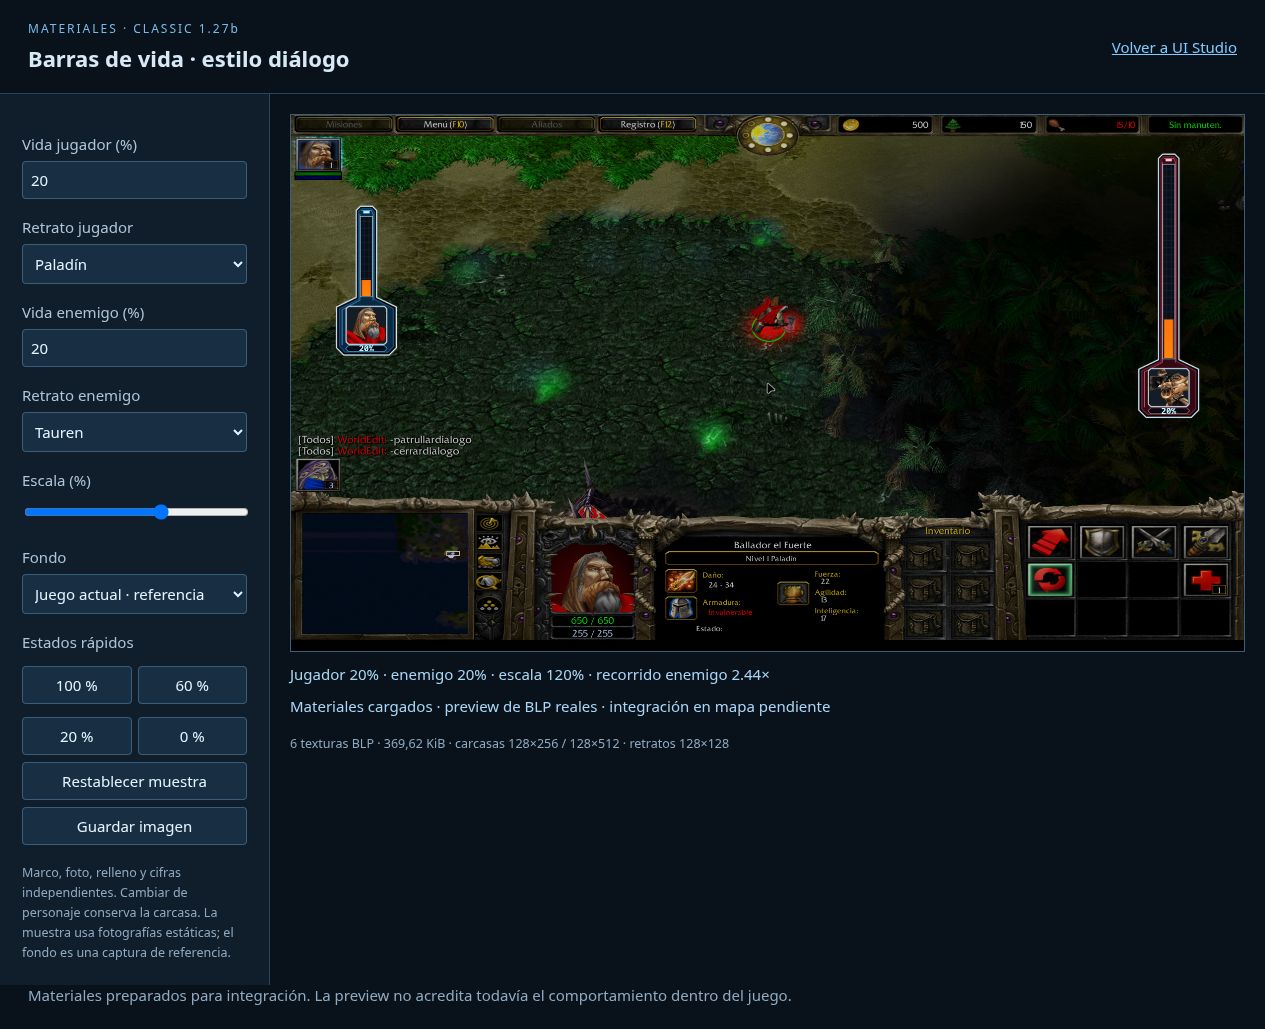 MATERIALES · CLASSIC 1.27b
Barras de vida · estilo diálogo
Volver a UI Studio
Vida jugador (%)
20
Retrato jugador
Paladín
Vida enemigo (%)
20
Retrato enemigo
Tauren
Escala (%)
Fondo
Juego actual · referencia
Estados rápidos
100 %
60 %
20 %
0 %
Restablecer muestra
Guardar imagen
Marco, foto, relleno y cifras
independientes. Cambiar de
personaje conserva la carcasa. La
muestra usa fotografías estáticas; el
fondo es una captura de referencia.
Misiones
Menú (F10)
Aliados
Registro (F12)
500
150
15/10
Sin manuten.
1
20%
20%
[Todos] WorldEdit: -patrullardialogo
[Todos] WorldEdit: -cerrardialogo
3
650 / 650
255 / 255
Ballador el Fuerte
Nivel 1 Paladín
Daño:
24 - 34
Armadura:
Invulnerable
Fuerza:
22
Agilidad:
13
Inteligencia:
17
Estado:
Inventario
1
Jugador 20% · enemigo 20% · escala 120% · recorrido enemigo 2.44×
Materiales cargados · preview de BLP reales · integración en mapa pendiente
6 texturas BLP · 369,62 KiB · carcasas 128×256 / 128×512 · retratos 128×128
Materiales preparados para integración. La preview no acredita todavía el comportamiento dentro del juego.